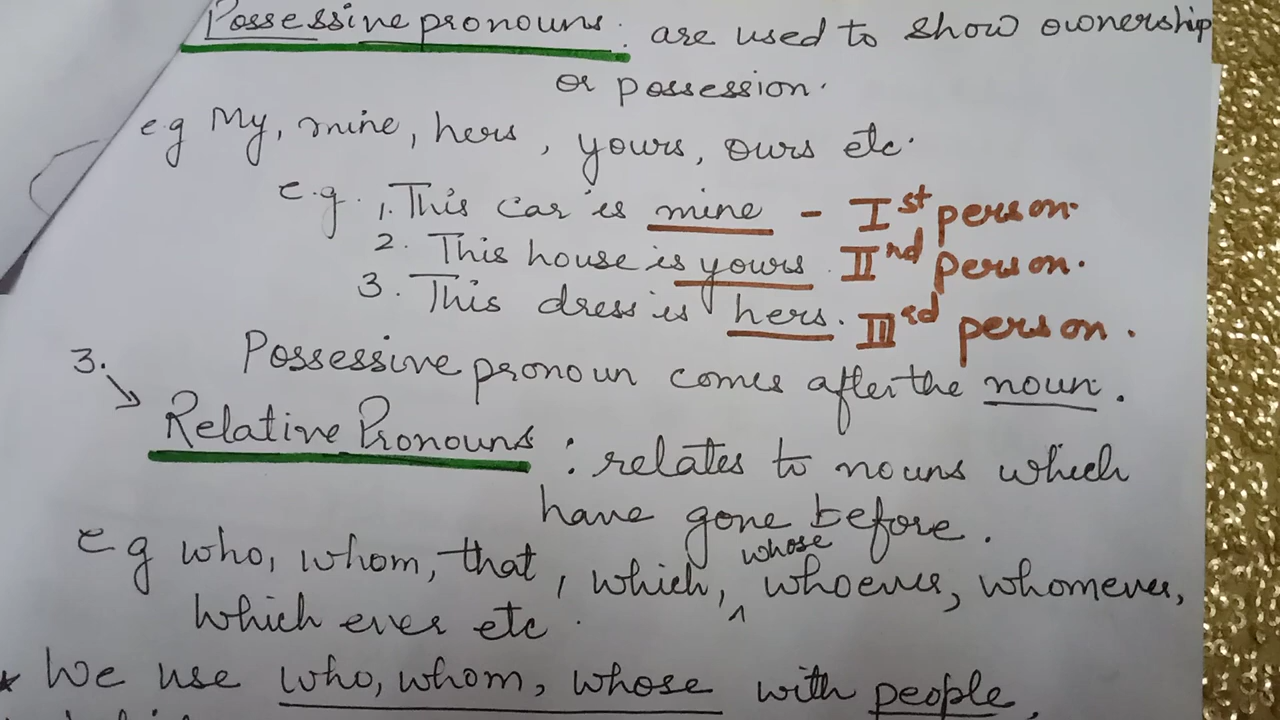 Possessive pronouns : are used to show ownership
or possession.
e.g My, mine, hers, yours, ours etc.
e.g. 1. This car is mine - Ist person.
2. This house is yours. IInd person.
3. This dress is hers. IIIrd person.
Possessive pronoun comes after the noun.
3.
Relative Pronouns : relates to nouns which
have gone before.
whose
e g who, whom, that, which, ^ whoever, whomever,
which ever etc.
* We use who, whom, whose with people,